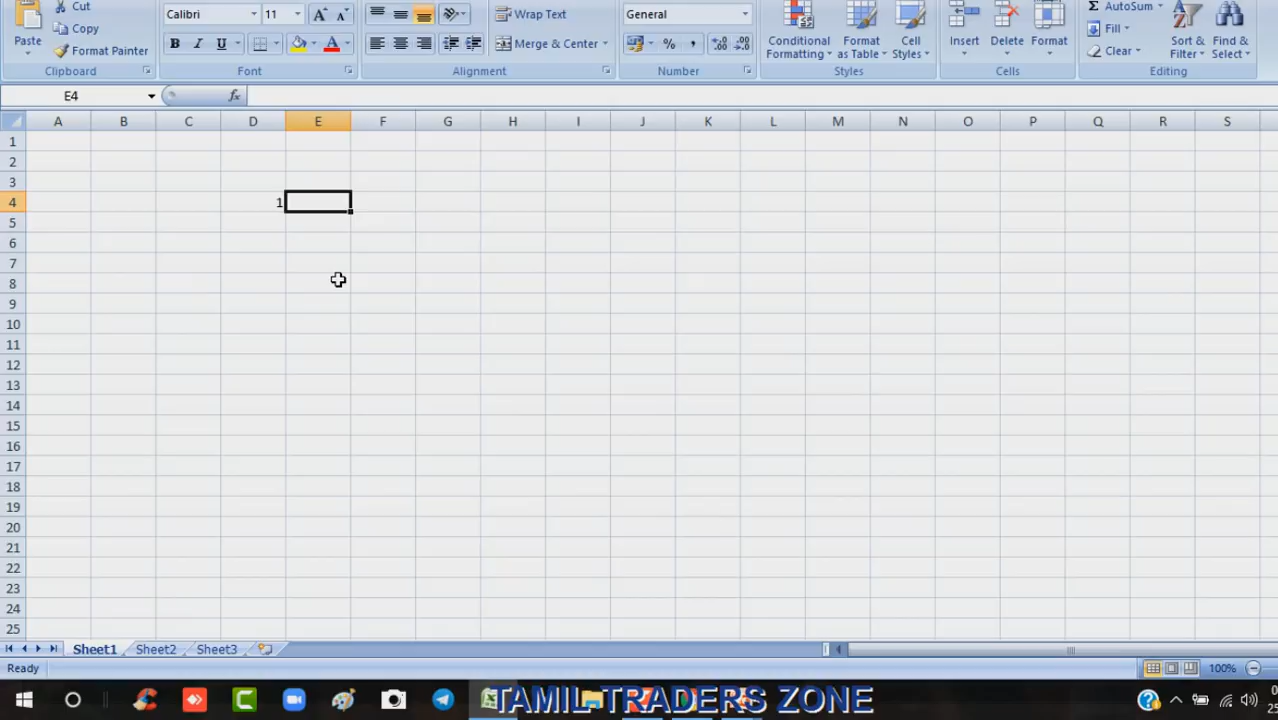 Cut
Calibri 11
Wrap Text
General
AutoSum
Copy
Fill
Paste
Format Painter
B I U
A
Merge & Center
% ,
Conditional Formatting
Format as Table
Cell Styles
Insert
Delete
Format
Clear
Sort & Filter
Find & Select
Clipboard
Font
Alignment
Number
Styles
Cells
Editing
E4
fx
A B C D E F G H I J K L M N O P Q R S
1
2
3
4 1
5
6
7
8
9
10
11
12
13
14
15
16
17
18
19
20
21
22
23
24
25
Sheet1 Sheet2 Sheet3
Ready
100%
TAMIL TRADERS ZONE